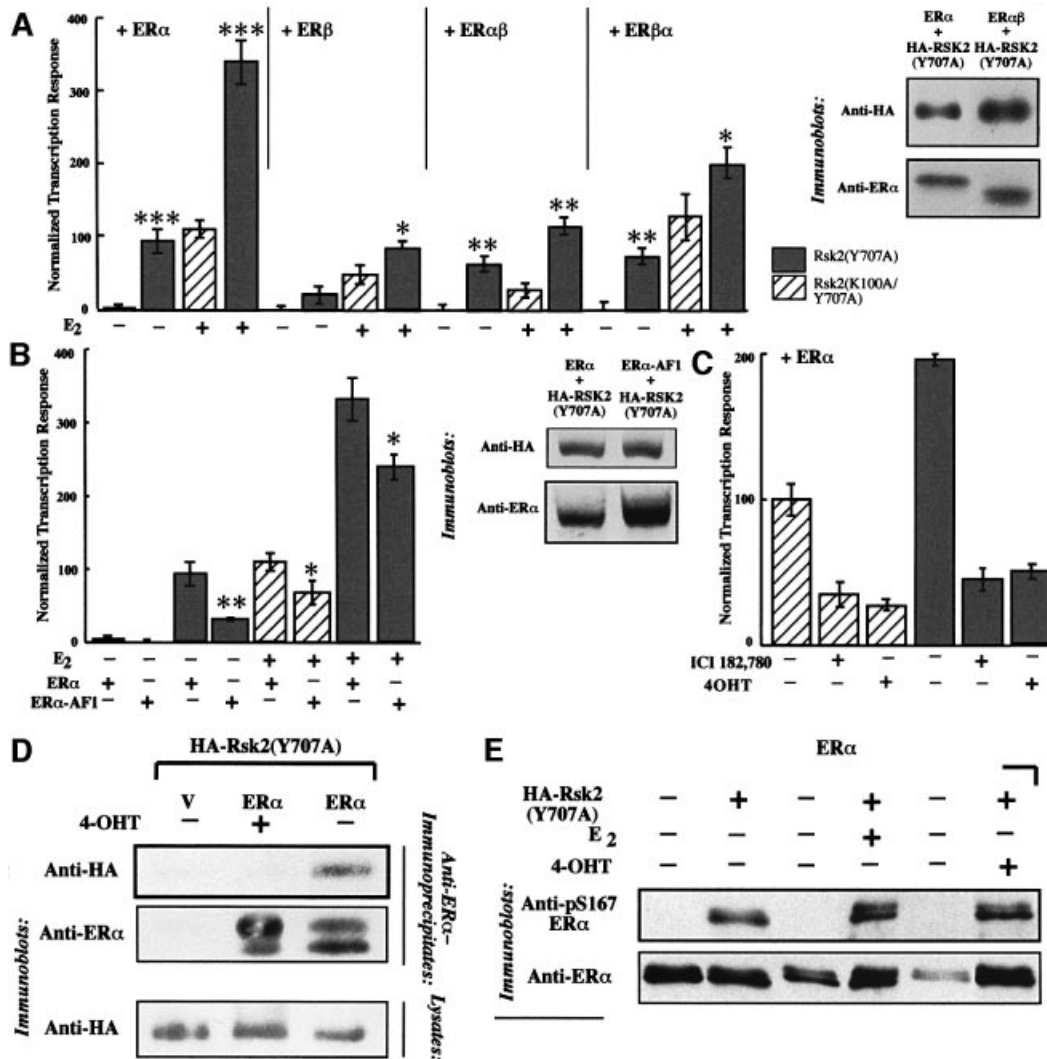 A
+ ERα
+ ERβ
+ ERαβ
+ ERβα
***
***
*
**
**
**
*
Normalized Transcription Response
400
300
200
100
0
E2 − − + + − − + + − − + + − − + +
ERα + HA-RSK2 (Y707A)
ERαβ + HA-RSK2 (Y707A)
Immunoblots:
Anti-HA
Anti-ERα
Rsk2(Y707A)
Rsk2(K100A/
Y707A)
B
Normalized Transcription Response
400
300
200
100
0
**
*
*
E2 − − − − + + + +
ERα + − + − + − + −
ERα-AF1 − + − + − + − +
ERα + HA-RSK2 (Y707A)
ERα-AF1 + HA-RSK2 (Y707A)
Immunoblots:
Anti-HA
Anti-ERα
C
+ ERα
Normalized Transcription Response
200
100
0
ICI 182,780 − + − − + −
4OHT − − + − − +
D
HA-Rsk2(Y707A)
V ERα ERα
4-OHT − + −
Immunoblots:
Anti-HA
Anti-ERα
Anti-HA
Anti-ERα–
Immunoprecipitates:
Lysates:
E
ERα
HA-Rsk2 − + − + − +
(Y707A)
E2 − − − + − −
4-OHT − − − − − +
Immunoblots:
Anti-pS167
ERα
Anti-ERα